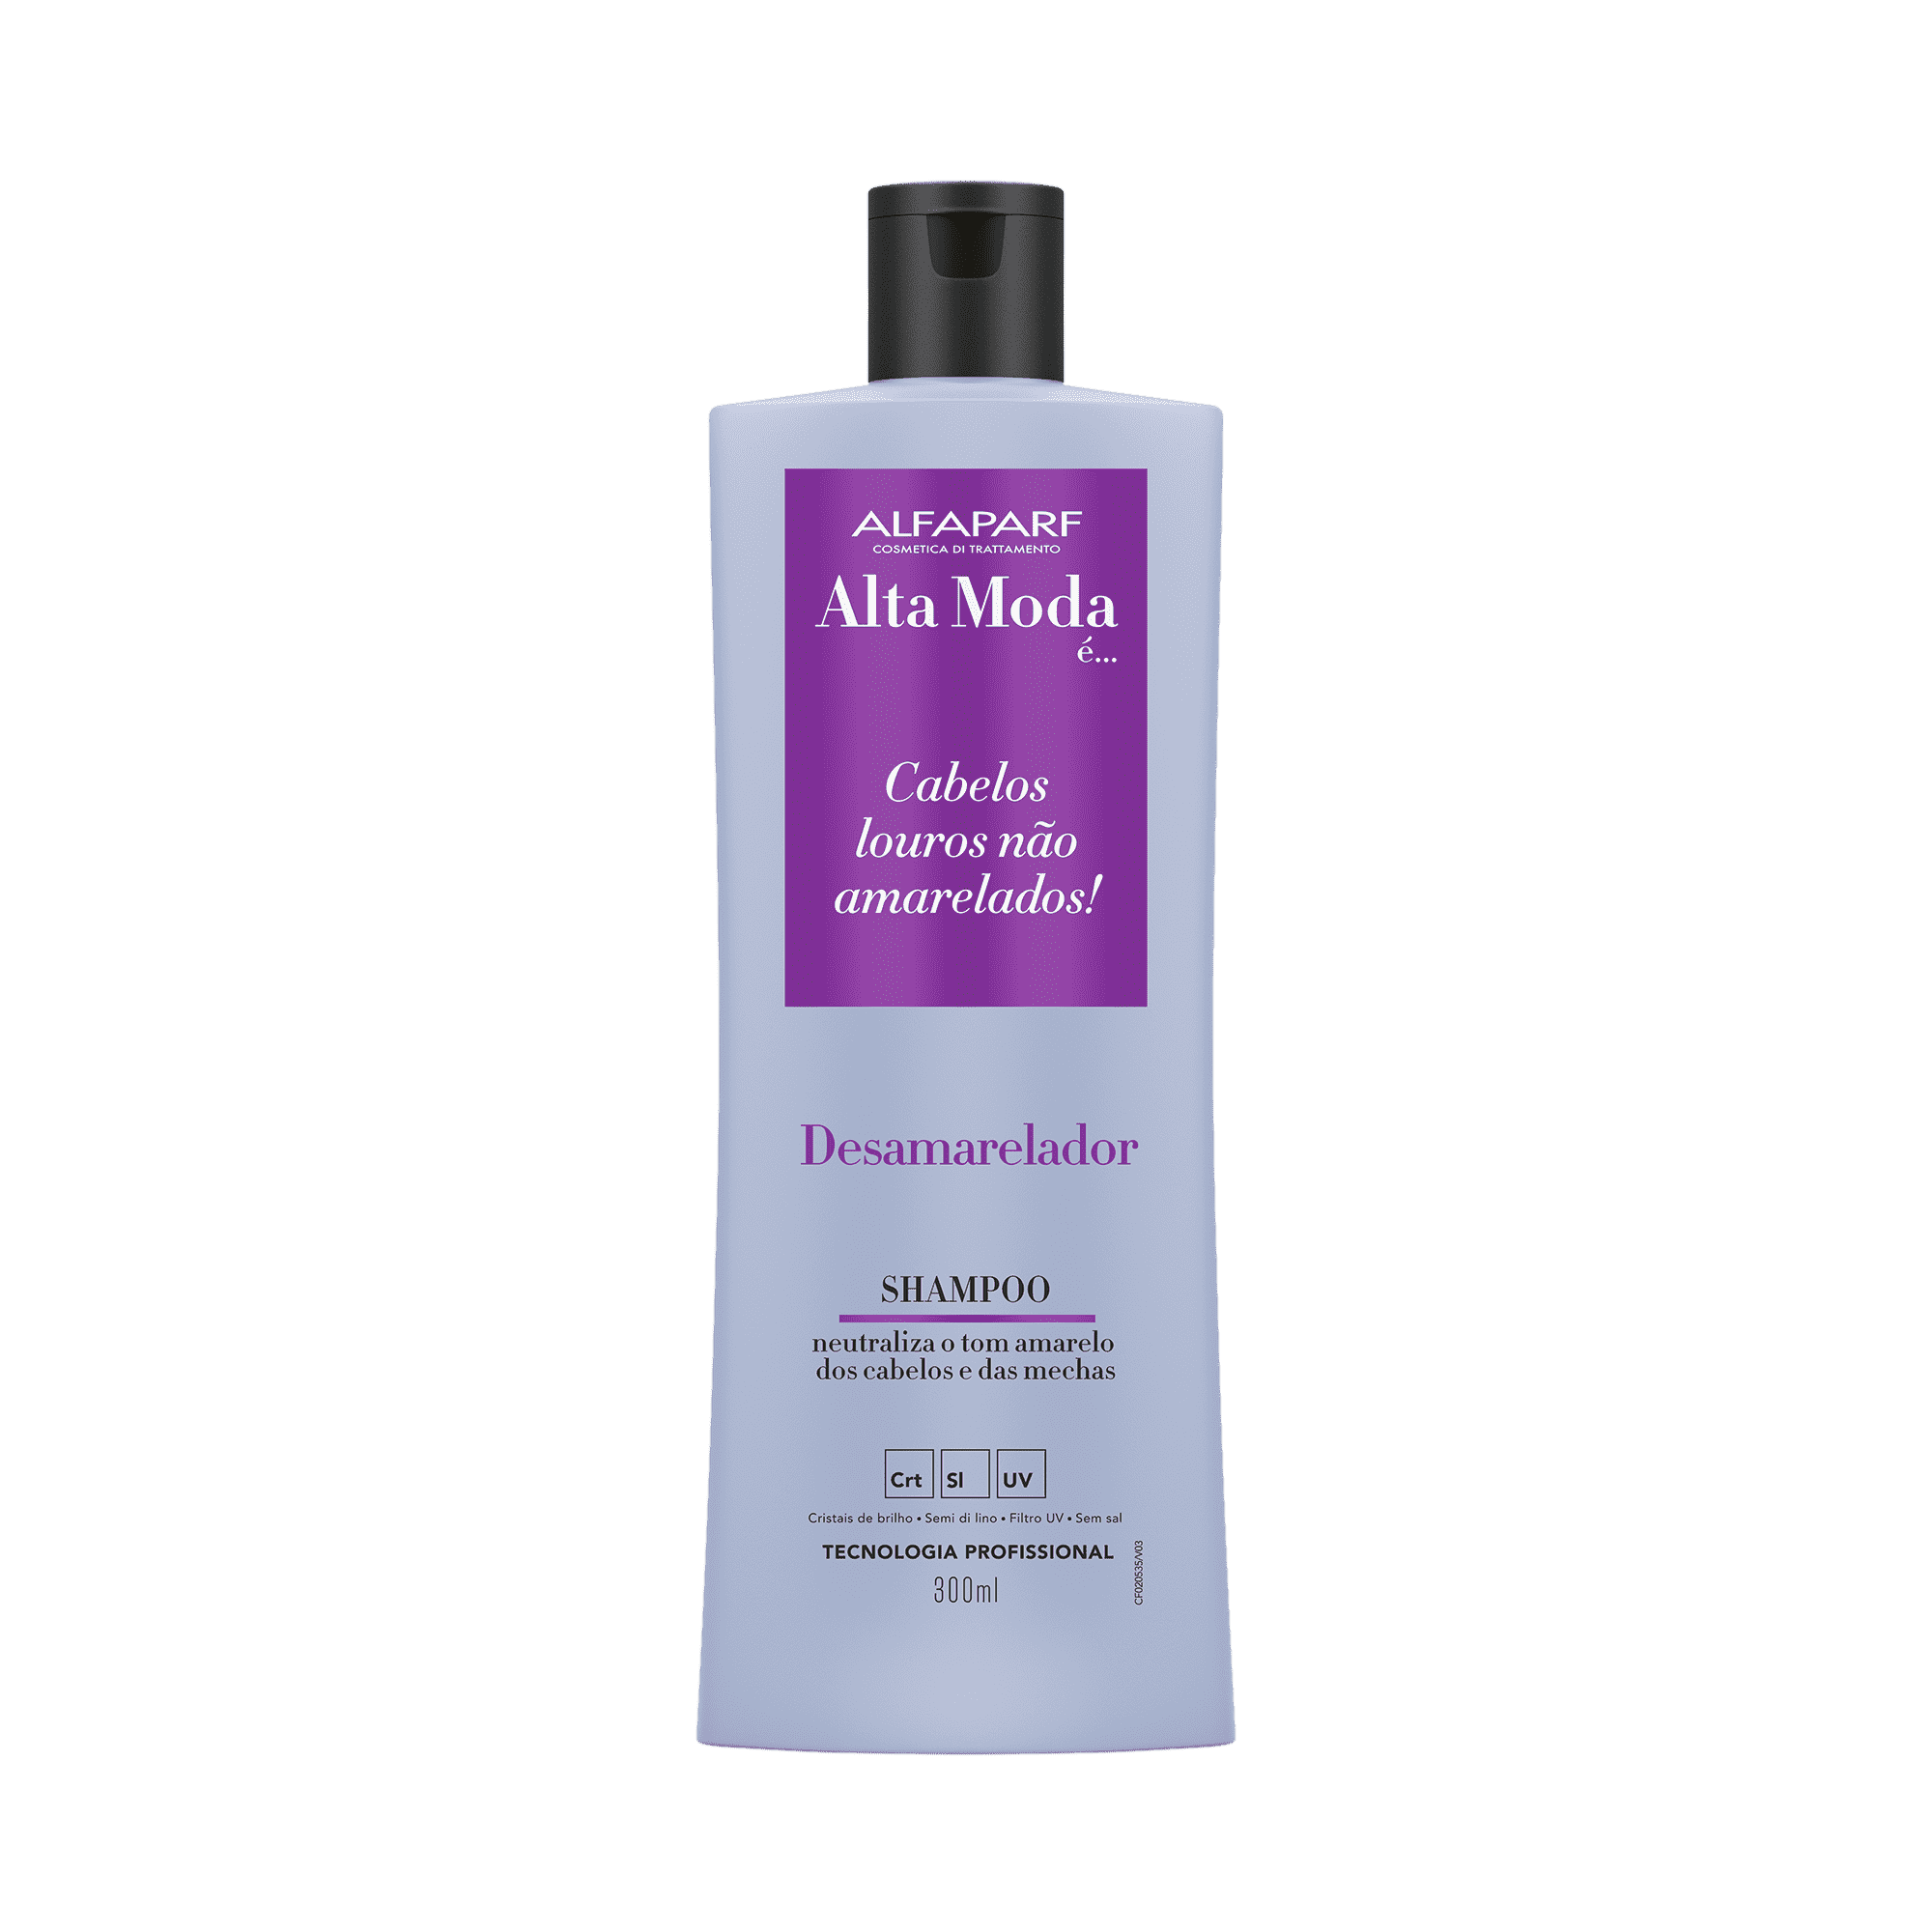 ALFAPARF
COSMETICA DI TRATTAMENTO
Alta Moda
é...
Cabelos
louros não
amarelados!
Desamarelador
SHAMPOO
neutraliza o tom amarelo
dos cabelos e das mechas
Crt Sl UV
Cristais de brilho • Semi di lino • Filtro UV • Sem sal
TECNOLOGIA PROFISSIONAL
300ml
CF020535/V03